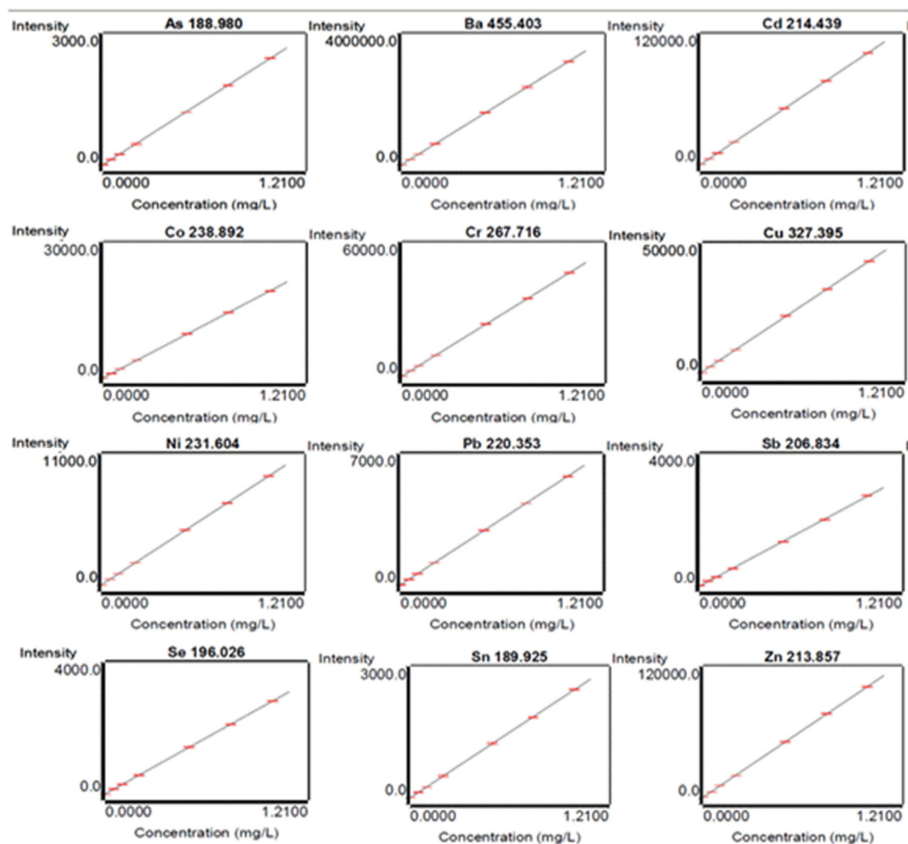 Intensity As 188.980
3000.0
0.0
0.0000 1.2100
Concentration (mg/L)
Intensity Ba 455.403
4000000.0
0.0
0.0000 1.2100
Concentration (mg/L)
Intensity Cd 214.439
120000.0
0.0
0.0000 1.2100
Concentration (mg/L)
Intensity Co 238.892
30000.0
0.0
0.0000 1.2100
Concentration (mg/L)
Intensity Cr 267.716
60000.0
0.0
0.0000 1.2100
Concentration (mg/L)
Intensity Cu 327.395
50000.0
0.0
0.0000 1.2100
Concentration (mg/L)
Intensity Ni 231.604
11000.0
0.0
0.0000 1.2100
Concentration (mg/L)
Intensity Pb 220.353
7000.0
0.0
0.0000 1.2100
Concentration (mg/L)
Intensity Sb 206.834
4000.0
0.0
0.0000 1.2100
Concentration (mg/L)
Intensity Se 196.026
4000.0
0.0
0.0000 1.2100
Concentration (mg/L)
Intensity Sn 189.925
3000.0
0.0
0.0000 1.2100
Concentration (mg/L)
Intensity Zn 213.857
120000.0
0.0
0.0000 1.2100
Concentration (mg/L)